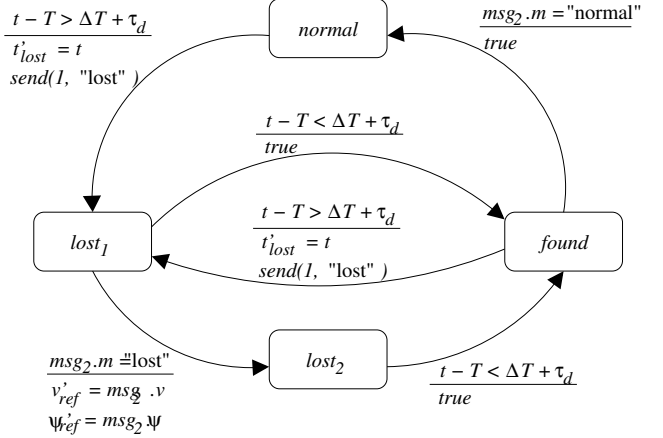 t – T > ΔT + τd
t'lost = t
send(1, "lost" )
normal
msg2.m = "normal"
true
t – T < ΔT + τd
true
t – T > ΔT + τd
t'lost = t
send(1, "lost" )
lost1
found
lost2
msg2.m = "lost"
v'ref = msg2.v
ψ'ref = msg2.ψ
t – T < ΔT + τd
true